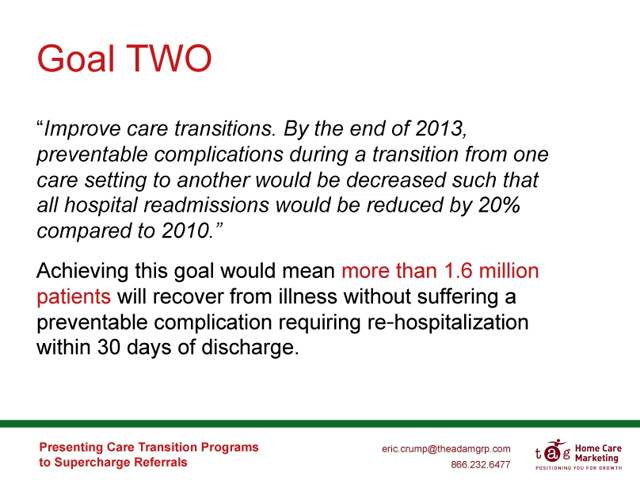 Goal TWO
“Improve care transitions. By the end of 2013,
preventable complications during a transition from one
care setting to another would be decreased such that
all hospital readmissions would be reduced by 20%
compared to 2010.”
Achieving this goal would mean more than 1.6 million
patients will recover from illness without suffering a
preventable complication requiring re-hospitalization
within 30 days of discharge.
Presenting Care Transition Programs
to Supercharge Referrals
eric.crump@theadamgrp.com
866.232.6477
tag Home Care
Marketing
POSITIONING YOU FOR GROWTH